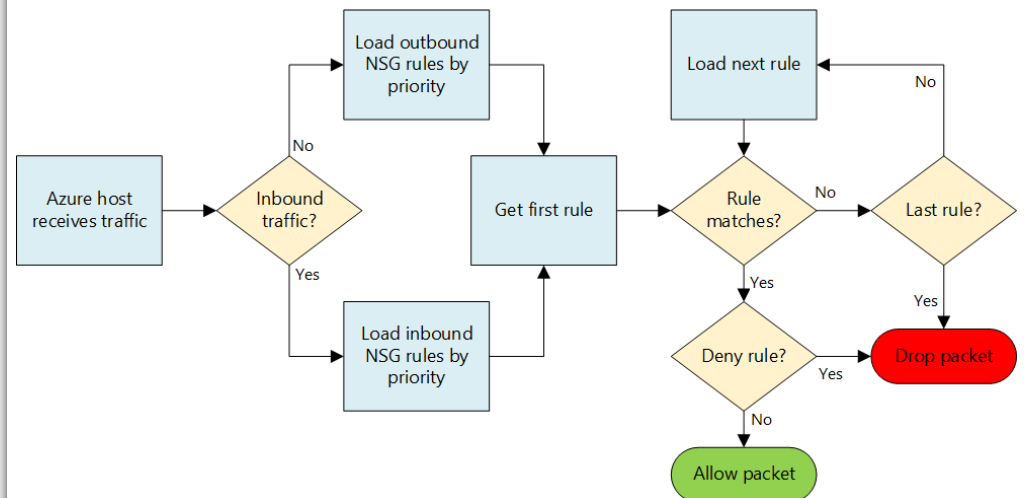 Load outbound
NSG rules by
priority
Load next rule
No
No
Azure host
receives traffic
Inbound
traffic?
Get first rule
Rule
matches?
No
Last rule?
Yes
Yes
Yes
Load inbound
NSG rules by
priority
Deny rule?
Yes
Drop packet
No
Allow packet